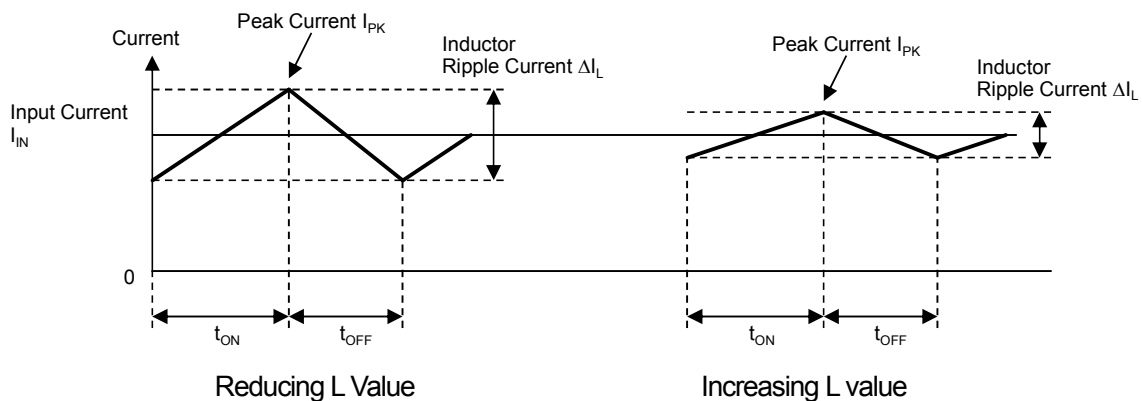 Peak Current I_PK
Current
Inductor
Ripple Current ΔI_L
Input Current
I_IN
0
t_ON
t_OFF
Reducing L Value
Peak Current I_PK
Inductor
Ripple Current ΔI_L
t_ON
t_OFF
Increasing L value